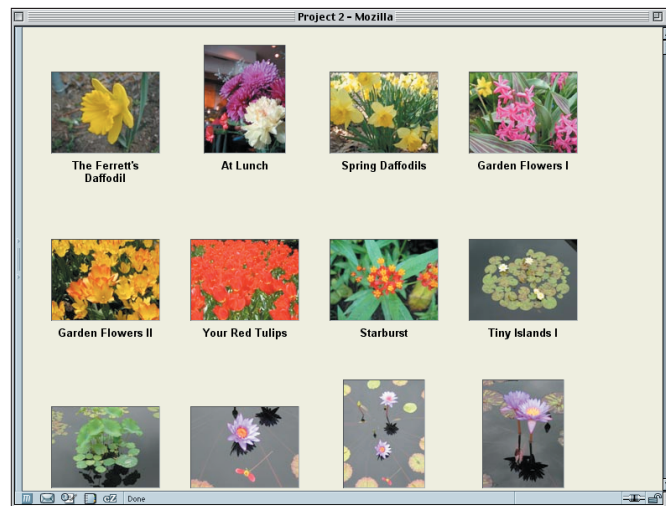 Project 2 - Mozilla
The Ferrett's
Daffodil
At Lunch
Spring Daffodils
Garden Flowers I
Garden Flowers II
Your Red Tulips
Starburst
Tiny Islands I
Done